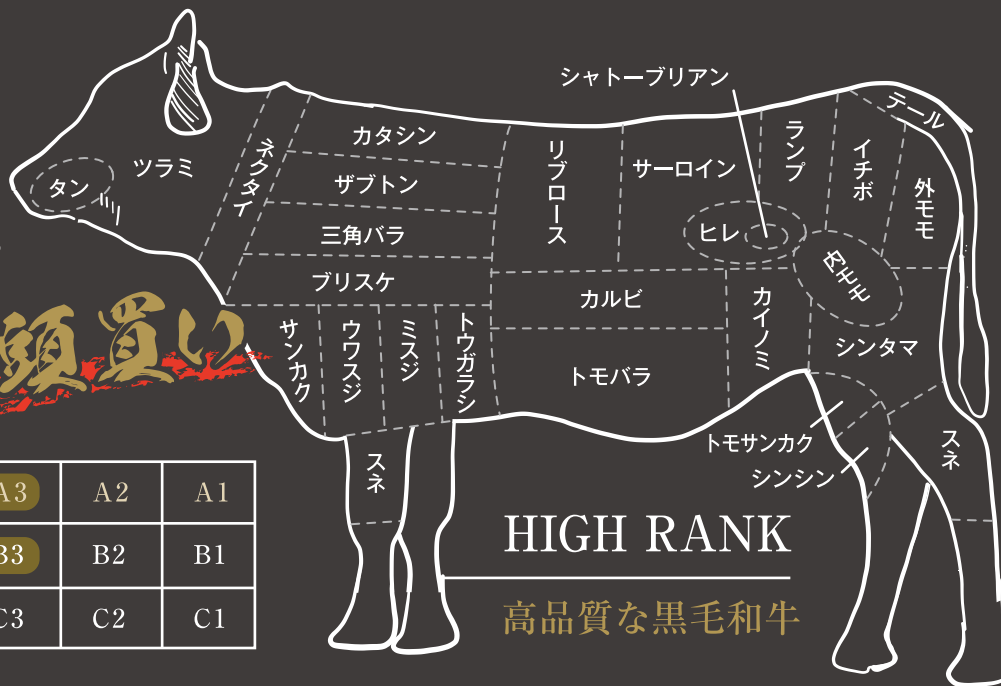 シャトーブリアン
テール
ネクタイ
カタシン
ランプ
イチボ
リブロース
サーロイン
ツラミ
タン
ザブトン
外モモ
三角バラ
ヒレ
内モモ
ブリスケ
カルビ
カイノミ
頭買い
サンカク
ウワスジ
ミスジ
トウガラシ
シンタマ
トモバラ
トモサンカク
シンシン
スネ
スネ
A3 A2 A1
B3 B2 B1
C3 C2 C1
HIGH RANK
高品質な黒毛和牛